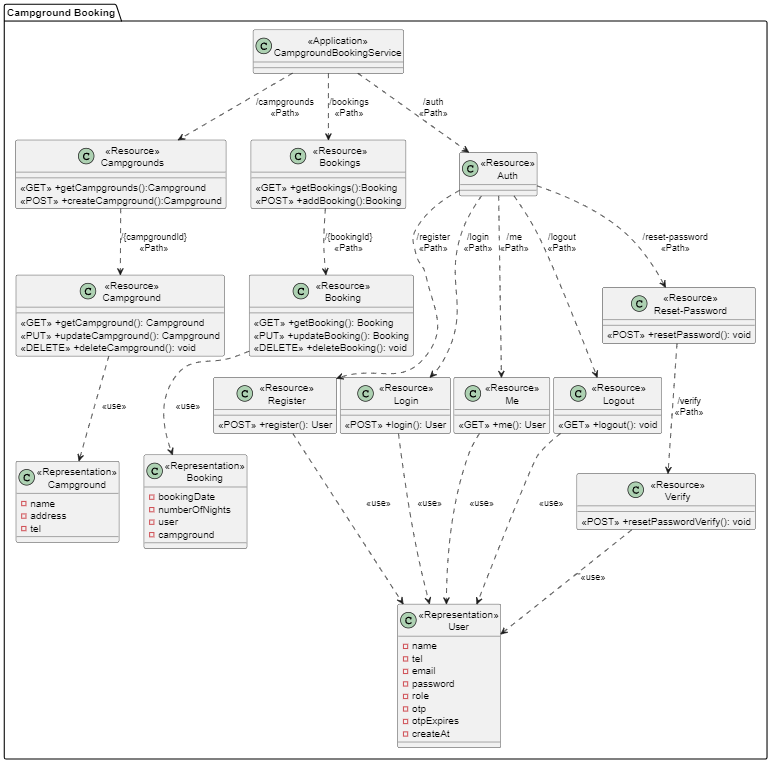 Campground Booking
«Application»
C
CampgroundBookingService
/campgrounds
«Path»
/bookings
«Path»
/auth
«Path»
«Resource»
C
Campgrounds
«GET» +getCampgrounds():Campground
«POST» +createCampground():Campground
«Resource»
C
Bookings
«GET» +getBookings():Booking
«POST» +addBooking():Booking
«Resource»
C
Auth
/{campgroundId}
«Path»
/{bookingId}
«Path»
/register
«Path»
/login
«Path»
/me
«Path»
/logout
«Path»
/reset-password
«Path»
«Resource»
C
Campground
«GET» +getCampground(): Campground
«PUT» +updateCampground(): Campground
«DELETE» +deleteCampground(): void
«Resource»
C
Booking
«GET» +getBooking(): Booking
«PUT» +updateBooking(): Booking
«DELETE» +deleteBooking(): void
«Resource»
C
Reset-Password
«POST» +resetPassword(): void
«use»
«use»
«Resource»
C
Register
«POST» +register(): User
«Resource»
C
Login
«POST» +login(): User
«Resource»
C
Me
«GET» +me(): User
«Resource»
C
Logout
«GET» +logout(): void
/verify
«Path»
«Representation»
C
Campground
name
address
tel
«Representation»
C
Booking
bookingDate
numberOfNights
user
campground
«use»
«use»
«use»
«use»
«Resource»
C
Verify
«POST» +resetPasswordVerify(): void
«use»
«Representation»
C
User
name
tel
email
password
role
otp
otpExpires
createAt